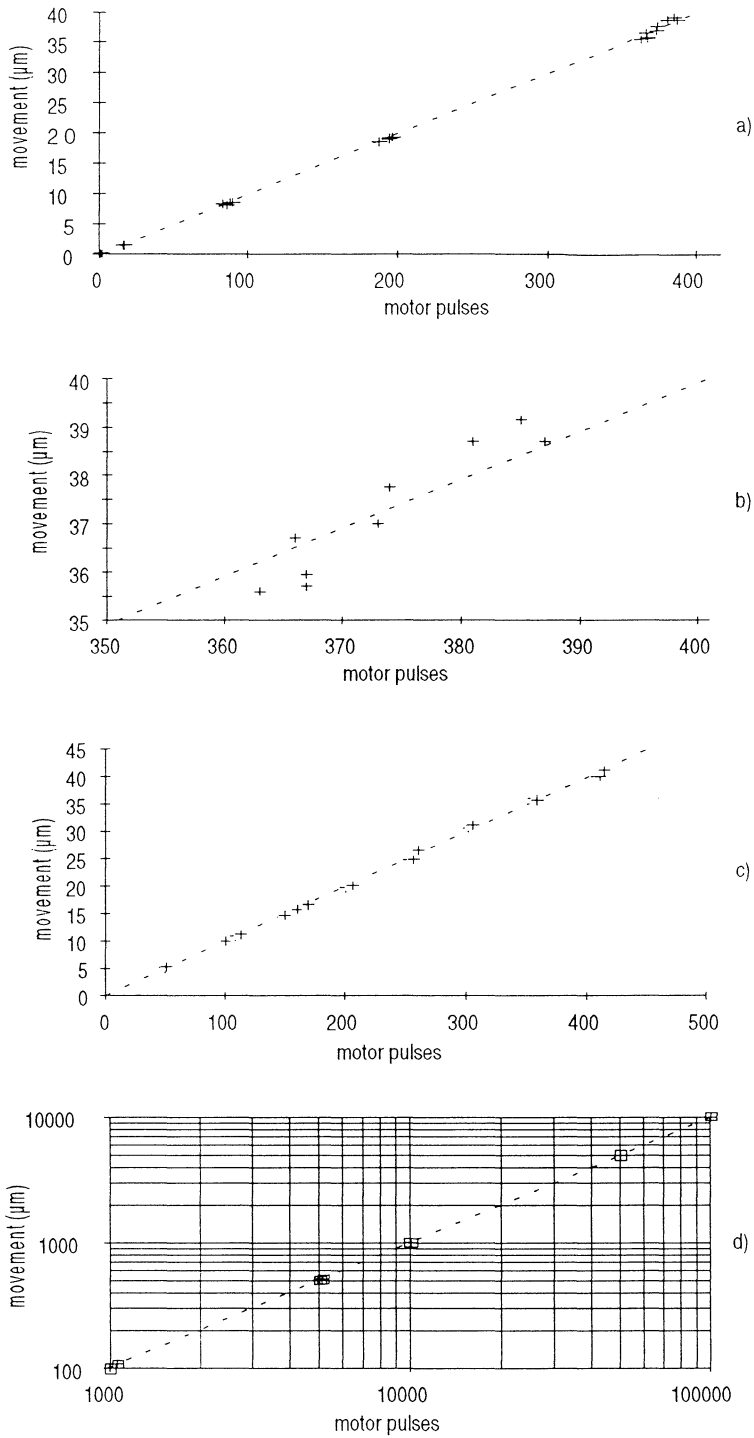 movement (µm)
40
35
30
25
2 0
15
10
5
0
0 100 200 300 400
motor pulses
a)
movement (µm)
40
39
38
37
36
35
350 360 370 380 390 400
motor pulses
b)
movement (µm)
45
40
35
30
25
20
15
10
5
0
0 100 200 300 400 500
motor pulses
c)
movement (µm)
10000
1000
100
1000 10000 100000
motor pulses
d)